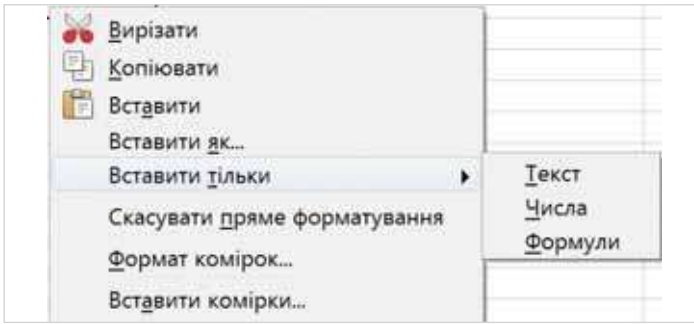 Вирізати
Копіювати
Вставити
Вставити як...
Вставити тільки
Текст
Числа
Формули
Скасувати пряме форматування
Формат комірок...
Вставити комірки...